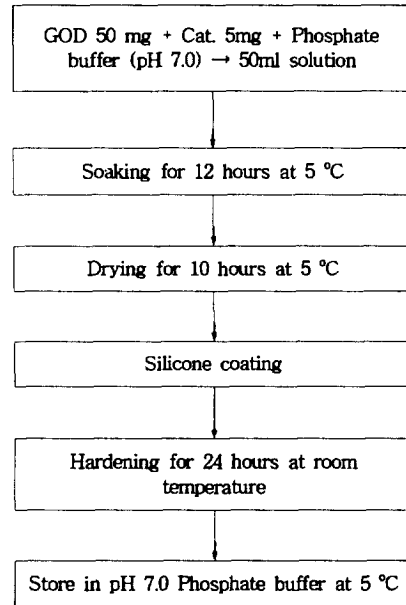 GOD 50 mg + Cat. 5mg + Phosphate
buffer (pH 7.0) → 50ml solution
Soaking for 12 hours at 5 °C
Drying for 10 hours at 5 °C
Silicone coating
Hardening for 24 hours at room
temperature
Store in pH 7.0 Phosphate buffer at 5 °C